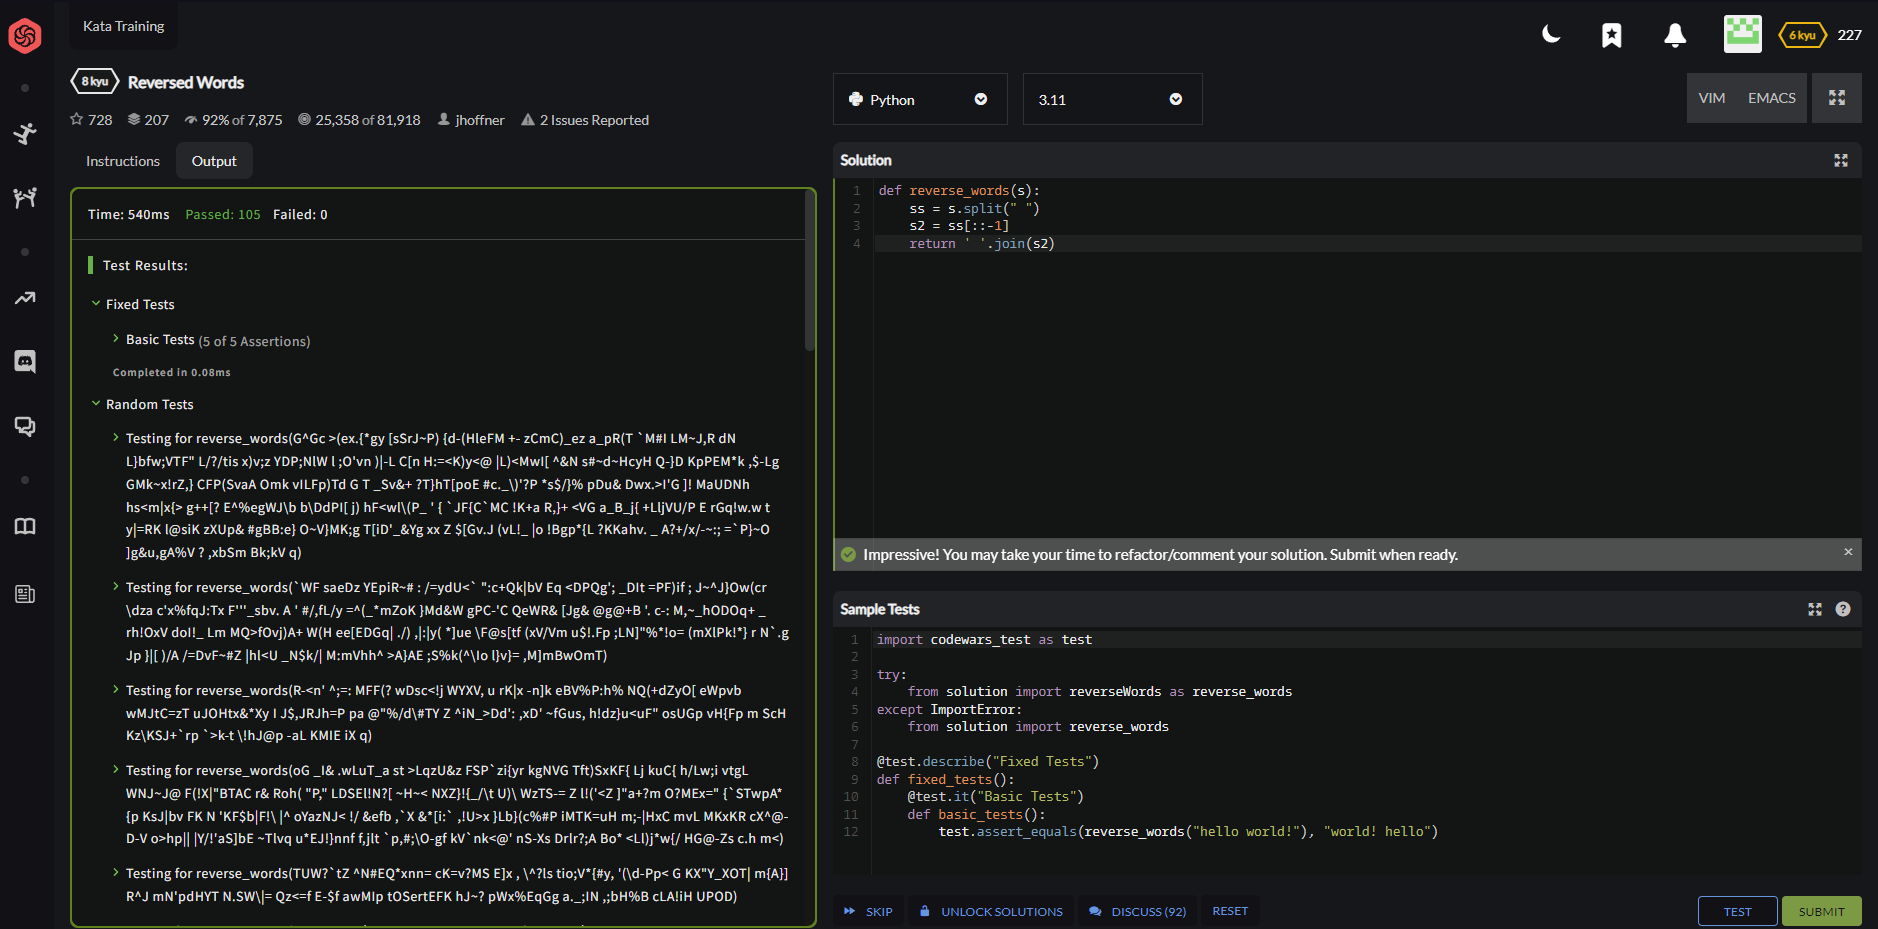 Kata Training
6 kyu 227
8 kyu Reversed Words
728 207 92% of 7,875 25,358 of 81,918 jhoffner 2 Issues Reported
Instructions Output
Time: 540ms Passed: 105 Failed: 0
Test Results:
Fixed Tests
Basic Tests (5 of 5 Assertions)
Completed in 0.08ms
Random Tests
Testing for reverse_words(G^Gc >(ex.{*gy [sSrJ~P) {d-(HleFM +- zCmC)_ez a_pR(T `M#I LM~J,R dN
L}bfw;VTF" L/?/tis x)v;z YDP;NlW l ;O'vn )|-L C[n H:=<K)y<@ |L)<MwI[ ^&N s#~d~HcyH Q-}D KpPEM*k ,$-Lg
GMk~x!rZ,} CFP(SvaA Omk vILFp)Td G T _Sv&+ ?T}hT[poE #c._\)'?P *s$/}% pDu& Dwx.>I'G ]! MaUDNh
hs<m|x{> g++[? E^%egWJ\b b\DdPI[ j) hF<wl\(P_ ' { `JF{C`MC !K+a R,}+ <VG a_B_j{ +LljVU/P E rGq!w.w t
y|=RK l@siK zXUp& #gBB:e} O~V}MK;g T[iD'_&Yg xx Z $[Gv.J (vL!_ |o !Bgp*{L ?KKahv. _ A?+/x/-~:; =`P}~O
]g&u,gA%V ? ,xbSm Bk;kV q)
Testing for reverse_words(`WF saeDz YEpiR~# : /=ydU<` ":c+Qk|bV Eq <DPQg'; _DIt =PF)if ; J~^J}Ow(cr
\dza c'x%fqJ:Tx F'''_sbv. A ' #/,fL/y =^(_*mZoK }Md&W gPC-'C QeWR& [Jg& @g@+B '. c-: M,~_hODOq+ _
rh!OxV doI!_ Lm MQ>fOvj)A+ W(H ee[EDGq| ./) ,|:|y( *]ue \F@s[tf (xV/Vm u$!.Fp ;LN]"%*!o= (mXlPk!*} r N`.g
Jp }|[ )/A /=DvF~#Z |hl<U _N$k/| M:mVhh^ >A}AE ;S%k(^\Io l}v}= ,M]mBwOmT)
Testing for reverse_words(R-<n' ^;=: MFF(? wDsc<!j WYXV, u rK|x -n]k eBV%P:h% NQ(+dZyO[ eWpvb
wMJtC=zT uJOHtx&*Xy I J$,JRJh=P pa @"%/d\#TY Z ^iN_>Dd': ,xD' ~fGus, h!dz}u<uF" osUGp vH{Fp m ScH
Kz\KSJ+`rp `>k-t \!hJ@p -aL KMIE iX q)
Testing for reverse_words(oG _I& .wLuT_a st >LqzU&z FSP`zi{yr kgNVG Tft)SxKF{ Lj kuC{ h/Lw;i vtgL
WNJ~J@ F(!X|"BTAC r& Roh( "P," LDSEl!N?[ ~H~< NXZ}!{_/\t U)\ WzTS-= Z l!('<Z ]"a+?m O?MEx=" {`STwpA*
{p KsJ|bv FK N 'KF$b|F!\ |^ oYazNJ< !/ &efb ,`X &*[i:` ,!U>x }Lb}(c%#P iMTK=uH m;-|HxC mvL MKxKR cX^@-
D-V o>hp|| |Y/!'aS]bE ~Tlvq u*EJ!}nnf f,jlt `p,#;\O-gf kV`nk<@' nS-Xs Drlr?;A Bo* <Ll)j*w{/ HG@-Zs c.h m<)
Testing for reverse_words(TUW?`tZ ^N#EQ*xnn= cK=v?MS E]x , \^?ls tio;V*{#y, '(\d-Pp< G KX"Y_XOT| m{A}]
R^J mN'pdHYT N.SW\|= Qz<=f E-$f awMIp tOSertEFK hJ~? pWx%EqGg a._;IN ,;bH%B cLA!iH UPOD)
Python 3.11 VIM EMACS
Solution
1 def reverse_words(s):
2 ss = s.split(" ")
3 s2 = ss[::-1]
4 return ' '.join(s2)
Impressive! You may take your time to refactor/comment your solution. Submit when ready.
Sample Tests
1 import codewars_test as test
2
3 try:
4 from solution import reverseWords as reverse_words
5 except ImportError:
6 from solution import reverse_words
7
8 @test.describe("Fixed Tests")
9 def fixed_tests():
10 @test.it("Basic Tests")
11 def basic_tests():
12 test.assert_equals(reverse_words("hello world!"), "world! hello")
SKIP UNLOCK SOLUTIONS DISCUSS (92) RESET TEST SUBMIT